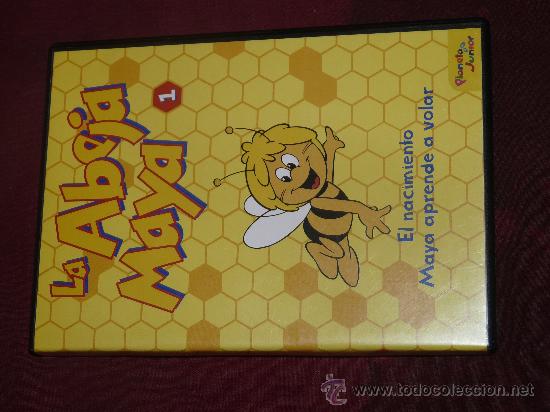 La Abeja
Maya
1
El nacimiento
Maya aprende a volar
Planeta
Junior
© www.todocoleccion.net